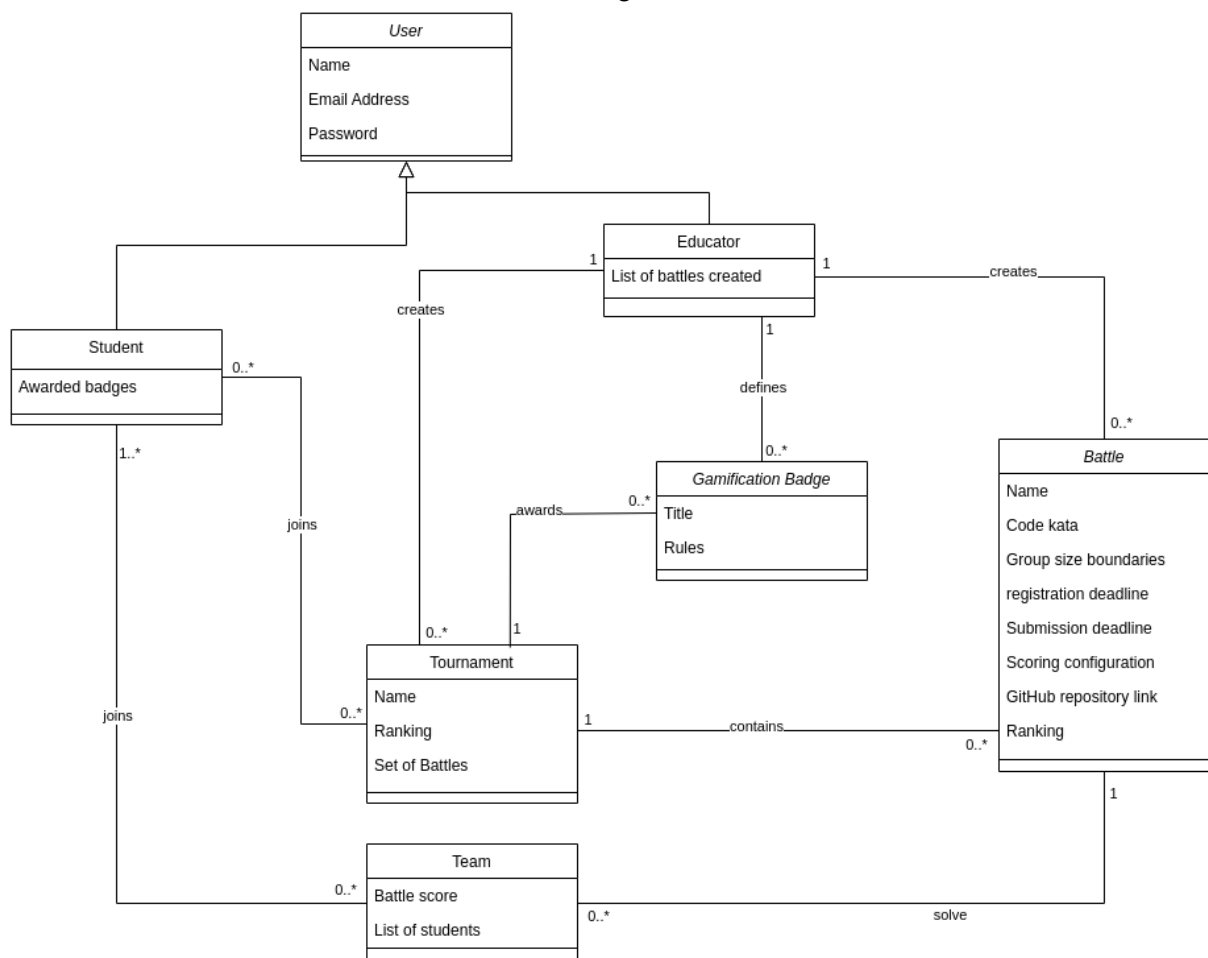 User
Name
Email Address
Password
Educator
List of battles created
1
1
creates
creates
1
Student
Awarded badges
0..*
1..*
defines
0..*
0..*
Gamification Badge
Title
Rules
0..*
awards
joins
Battle
Name
Code kata
Group size boundaries
registration deadline
Submission deadline
Scoring configuration
GitHub repository link
Ranking
0..*
1
Tournament
Name
Ranking
Set of Battles
0..*
joins
1
contains
0..*
1
Team
Battle score
List of students
0..*
0..*
solve